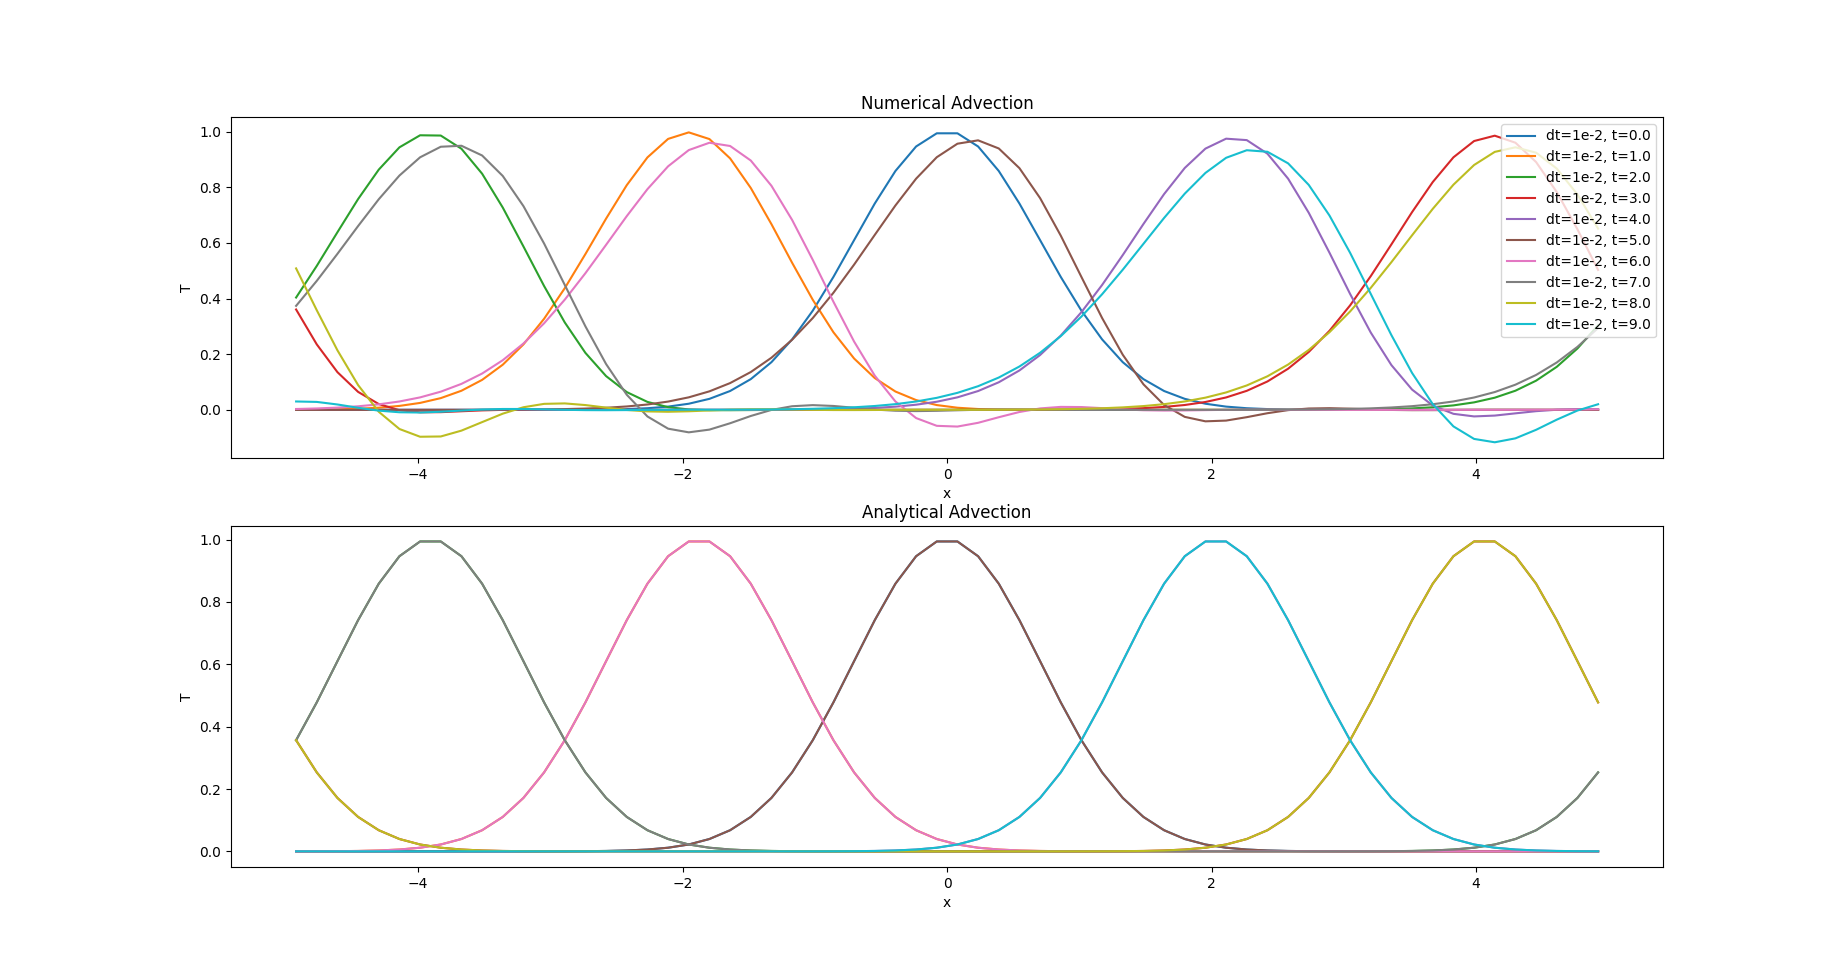 Numerical Advection
1.0
0.8
0.6
0.4
0.2
0.0
T
dt=1e-2, t=0.0
dt=1e-2, t=1.0
dt=1e-2, t=2.0
dt=1e-2, t=3.0
dt=1e-2, t=4.0
dt=1e-2, t=5.0
dt=1e-2, t=6.0
dt=1e-2, t=7.0
dt=1e-2, t=8.0
dt=1e-2, t=9.0
−4 −2 0 2 4
x
Analytical Advection
1.0
0.8
0.6
0.4
0.2
0.0
T
−4 −2 0 2 4
x